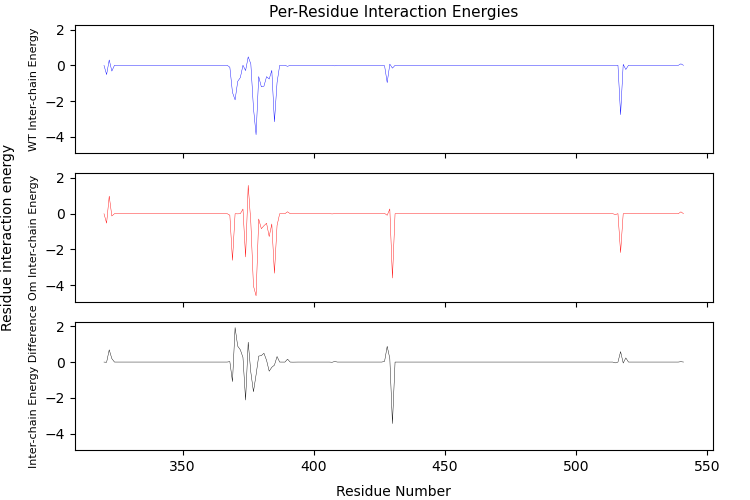 Per-Residue Interaction Energies
WT Inter-chain Energy
2
0
−2
−4
Residue interaction energy
Om Inter-chain Energy
2
0
−2
−4
Inter-chain Energy Difference
2
0
−2
−4
350
400
450
500
550
Residue Number